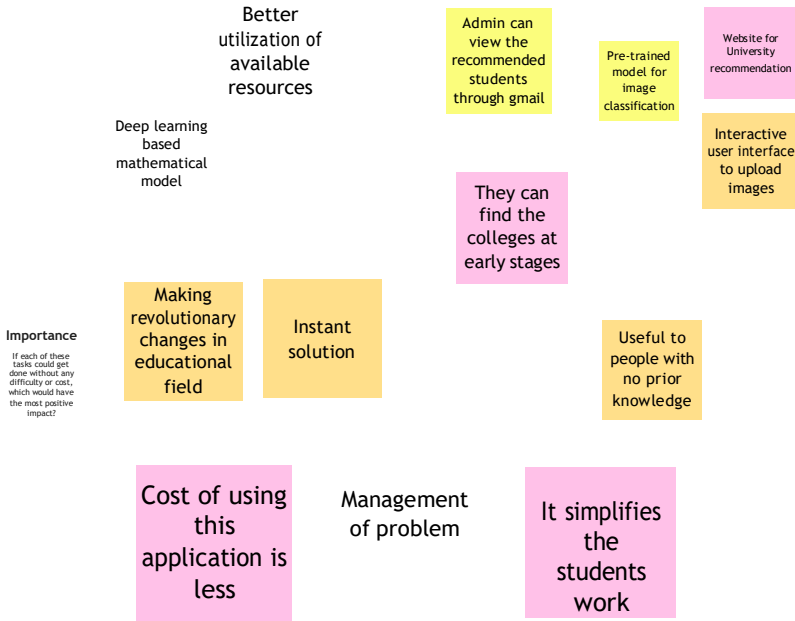 Better
utilization of
available
resources
Admin can
view the
recommended
students
through gmail
Pre-trained
model for
image
classification
Website for
University
recommendation
Deep learning
based
mathematical
model
Interactive
user interface
to upload
images
They can
find the
colleges at
early stages
Making
revolutionary
changes in
educational
field
Instant
solution
Importance
If each of these
tasks could get
done without any
difficulty or cost,
which would have
the most positive
impact?
Useful to
people with
no prior
knowledge
Cost of using
this
application is
less
Management
of problem
It simplifies
the
students
work